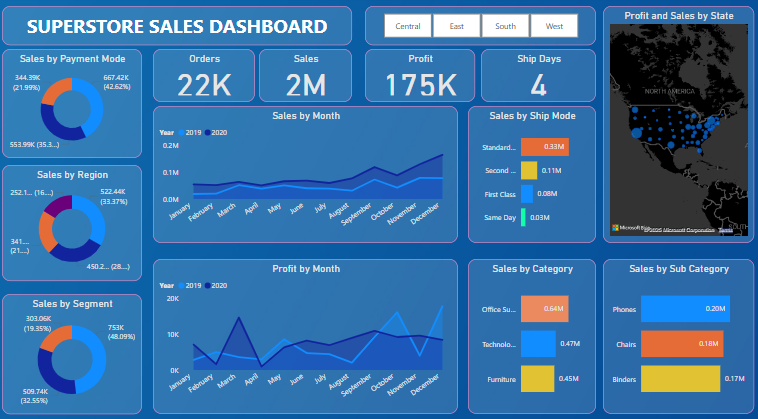 SUPERSTORE SALES DASHBOARD
Central
East
South
West
Profit and Sales by State
Sales by Payment Mode
344.39K
(21.99%)
667.42K
(42.62%)
553.99K (35.3...)
Orders
22K
Sales
2M
Profit
175K
Ship Days
4
NORTH AMERICA
Microsoft Bing
Microsoft Corporation Terms
SOUTH
Sales by Month
Year 2019 2020
0.2M
0.1M
0.0M
January
February
March
April
May
June
July
August
September
October
November
December
Sales by Ship Mode
Standard...
0.33M
Second ...
0.11M
First Class
0.08M
Same Day
0.03M
Sales by Region
252.1... (16....)
522.44K
(33.37%)
341....
(21....)
450.2... (28....)
Profit by Month
Year 2019 2020
20K
10K
0K
January
February
March
April
May
June
July
August
September
October
November
December
Sales by Category
Office Su...
0.64M
Technolo...
0.47M
Furniture
0.45M
Sales by Sub Category
Phones
0.20M
Chairs
0.18M
Binders
0.17M
Sales by Segment
303.06K
(19.35%)
753K
(48.09%)
509.74K
(32.55%)